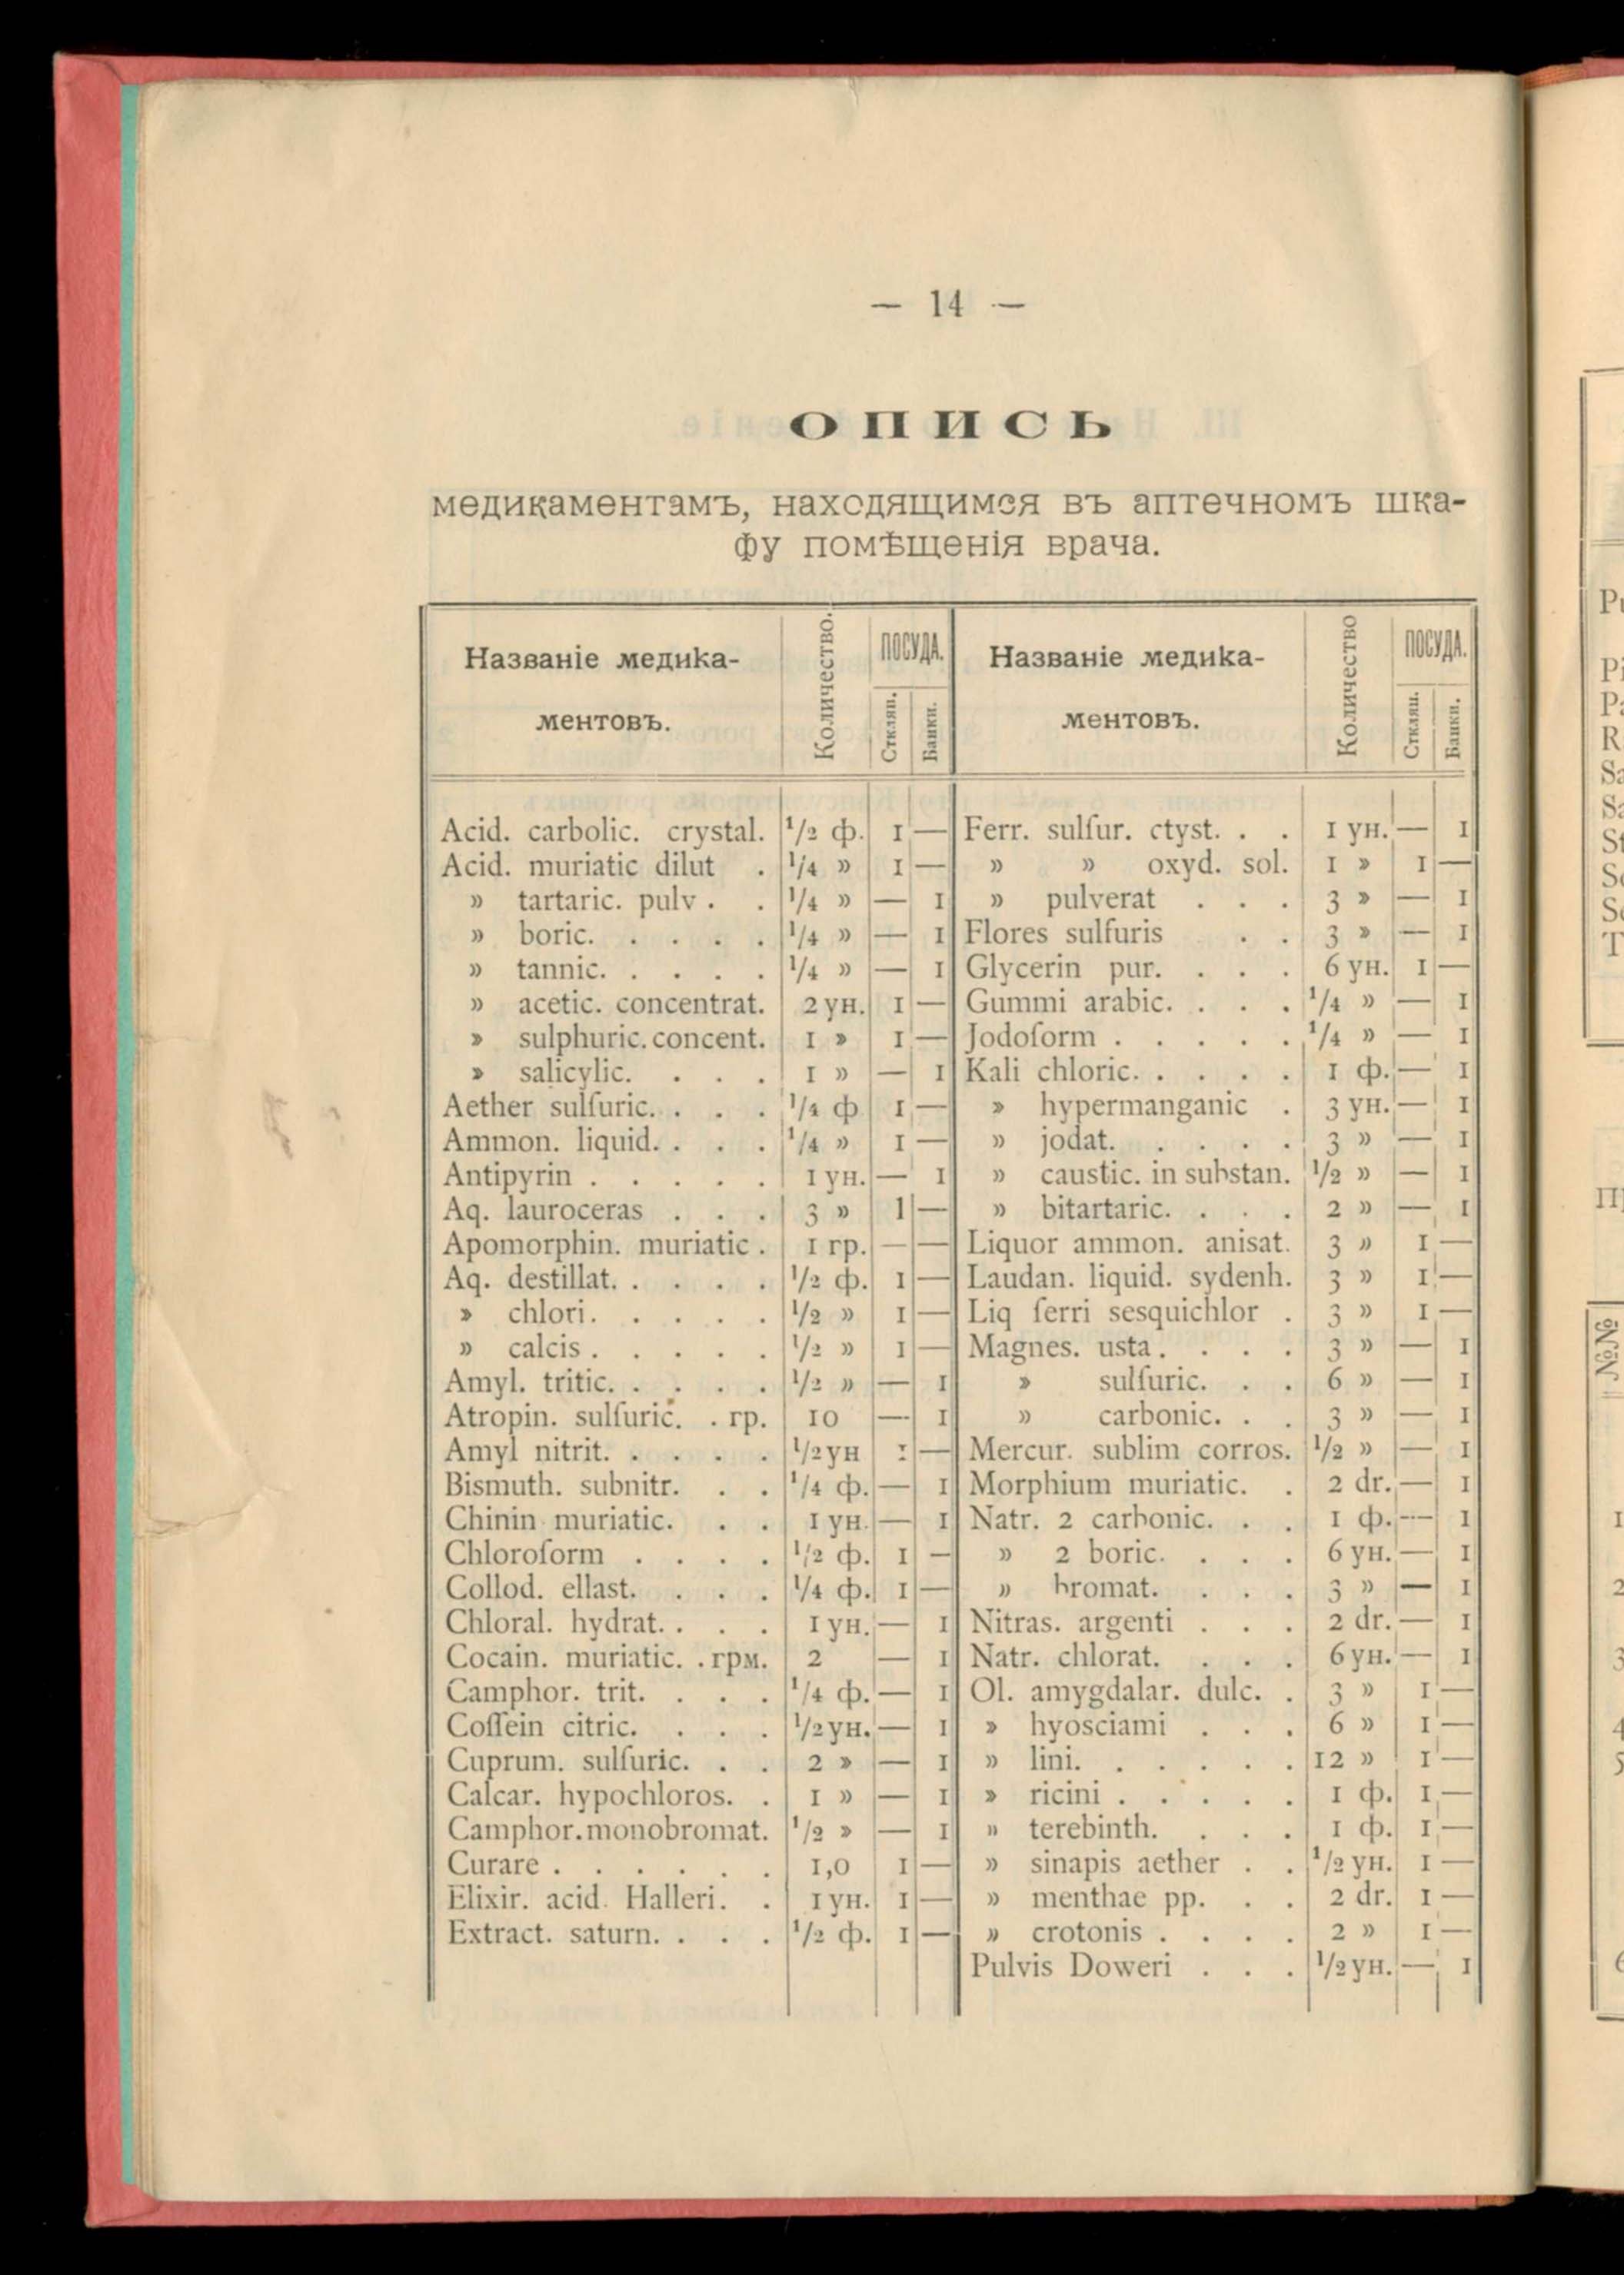 — 14 —
ОПИСЬ
медикаментамъ, находящимся въ аптечномъ шка-
фу помѣщенія врача.
Названіе медика-
ментовъ.
Количество.
ПОСУДА.
Стклян.
Банки.
Названіе медика-
ментовъ.
Количество
ПОСУДА.
Стклян.
Банки.
Acid. carbolic. crystal. 1/2 ф. 1 —
Acid. muriatic dilut . 1/4 » 1 —
» tartaric. pulv . . 1/4 » — 1
» boric. . . . . 1/4 » — 1
» tannic. . . . . 1/4 » — 1
» acetic. concentrat. 2 ун. 1 —
» sulphuric. concent. 1 » 1 —
» salicylic. . . . 1 » — 1
Aether sulfuric. . . . 1/4 ф 1 —
Ammon. liquid. . . . 1/4 » 1 —
Antipyrin . . . . . 1 ун. — 1
Aq. lauroceras . . . 3 » 1 —
Apomorphin. muriatic . 1 гр. — —
Aq. destillat. . . . . 1/2 ф. 1 —
» chlori. . . . . 1/2 » 1 —
» calcis . . . . . 1/2 » 1 —
Amyl. tritic. . . . . 1/2 » — 1
Atropin. sulfuric. . гр. 10 — 1
Amyl nitrit. . . . . 1/2 ун 1 —
Bismuth. subnitr. . . 1/4 ф. — 1
Chinin muriatic. . . 1 ун. — 1
Chloroform . . . . 1/2 ф. 1 —
Collod. ellast. . . . 1/4 ф. 1 —
Chloral. hydrat. . . . 1 ун. — 1
Cocain. muriatic. . грм. 2 — 1
Camphor. trit. . . . 1/4 ф. — 1
Coffein citric. . . . 1/2 ун. — 1
Cuprum. sulfuric. . . 2 » — 1
Calcar. hypochloros. . 1 » — 1
Camphor. monobromat. 1/2 » — 1
Curare . . . . . . 1,0 1 —
Elixir. acid. Halleri. . 1 ун. 1 —
Extract. saturn. . . . 1/2 ф. 1 —
Ferr. sulfur. ctyst. . . 1 ун. — 1
» » oxyd. sol. 1 » 1 —
» pulverat . . . 3 » — 1
Flores sulfuris . . 3 » — 1
Glycerin pur. . . . 6 ун. 1 —
Gummi arabic. . . . 1/4 » — 1
Jodoform . . . . . 1/4 » — 1
Kali chloric. . . . . 1 ф. — 1
» hypermanganic . 3 ун. — 1
» jodat. . . . . 3 » — 1
» caustic. in substan. 1/2 » — 1
» bitartaric. . . . 2 » — 1
Liquor ammon. anisat. 3 » 1 —
Laudan. liquid. sydenh. 3 » 1 —
Liq ferri sesquichlor . 3 » 1 —
Magnes. usta . . . . 3 » — 1
» sulfuric. . . 6 » — 1
» carbonic. . . 3 » — 1
Mercur. sublim corros. 1/2 » — 1
Morphium muriatic. . 2 dr. — 1
Natr. 2 carbonic. . . 1 ф. — 1
» 2 boric. . . . 6 ун. — 1
» bromat. . . . 3 » — 1
Nitras. argenti . . . 2 dr. — 1
Natr. chlorat. . . . 6 ун. — 1
Ol. amygdalar. dulc. . 3 » 1 —
» hyosciami . . . 6 » 1 —
» lini. . . . . . 12 » 1 —
» ricini . . . . . 1 ф. 1 —
» terebinth. . . . 1 ф. 1 —
» sinapis aether . . 1/2 ун. 1 —
» menthae pp. . . 2 dr. 1 —
» crotonis . . . . 2 » 1 —
Pulvis Doweri . . . 1/2 ун. — 1
№№